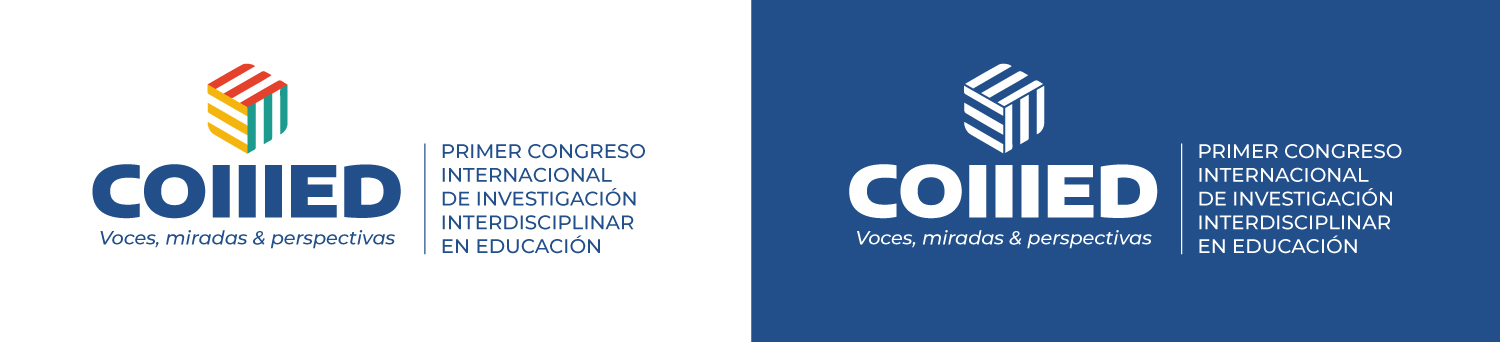 COIIIED
Voces, miradas & perspectivas
PRIMER CONGRESO
INTERNACIONAL
DE INVESTIGACIÓN
INTERDISCIPLINAR
EN EDUCACIÓN
COIIIED
Voces, miradas & perspectivas
PRIMER CONGRESO
INTERNACIONAL
DE INVESTIGACIÓN
INTERDISCIPLINAR
EN EDUCACIÓN